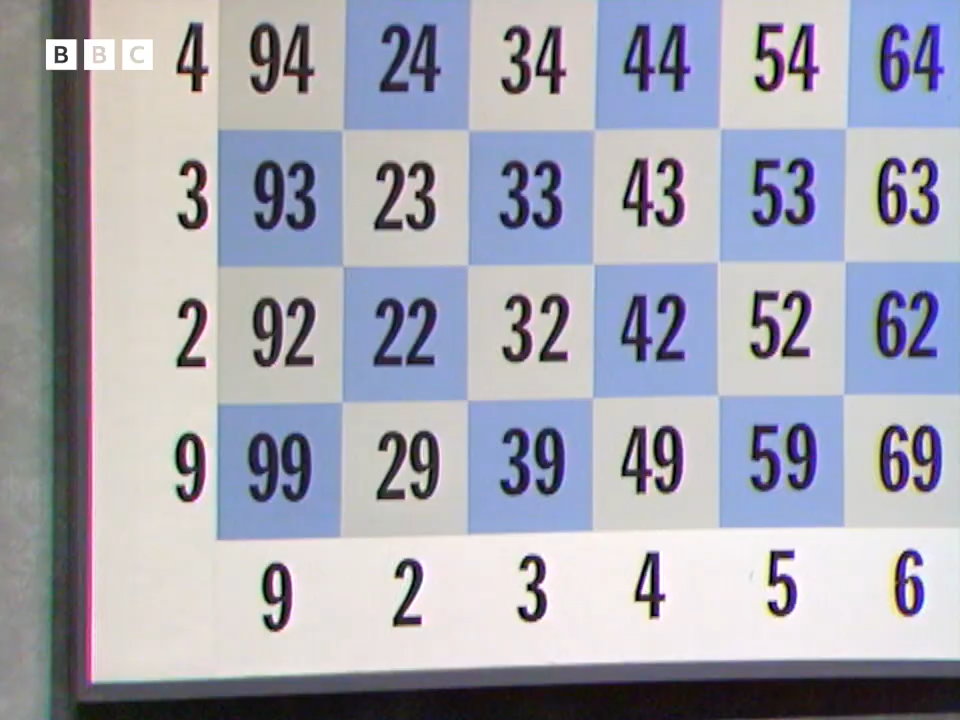 BBC
4 94 24 34 44 54 64
3 93 23 33 43 53 63
2 92 22 32 42 52 62
9 99 29 39 49 59 69
9 2 3 4 5 6